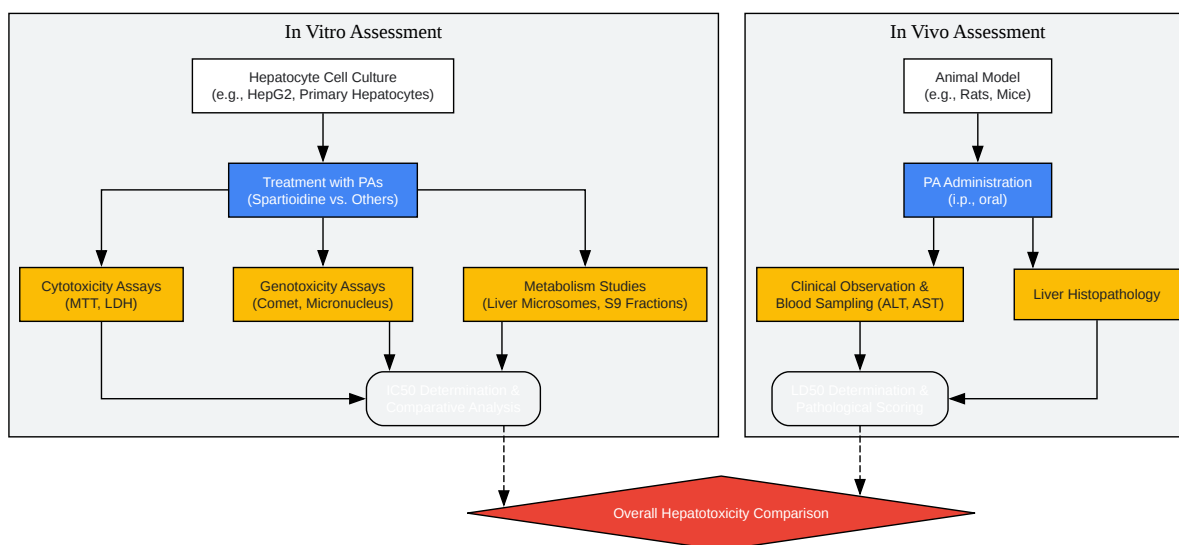 In Vitro Assessment
Hepatocyte Cell Culture
(e.g., HepG2, Primary Hepatocytes)
Treatment with PAs
(Spartioidine vs. Others)
Cytotoxicity Assays
(MTT, LDH)
Genotoxicity Assays
(Comet, Micronucleus)
Metabolism Studies
(Liver Microsomes, S9 Fractions)
IC50 Determination &
Comparative Analysis
In Vivo Assessment
Animal Model
(e.g., Rats, Mice)
PA Administration
(i.p., oral)
Clinical Observation &
Blood Sampling (ALT, AST)
Liver Histopathology
LD50 Determination &
Pathological Scoring
Overall Hepatotoxicity Comparison